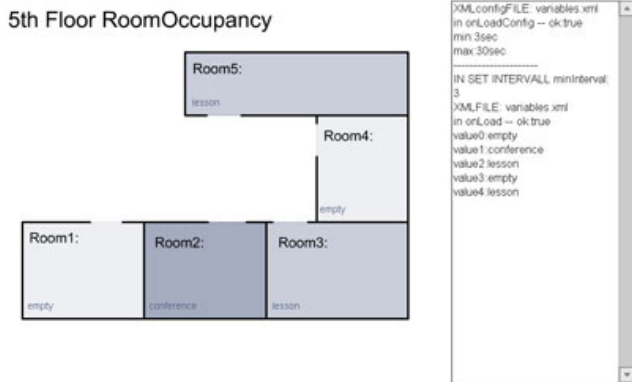 5th Floor RoomOccupancy
Room5:
lesson
Room4:
empty
Room1:
empty
Room2:
conference
Room3:
lesson
XMLconfigFILE: variables.xml
in onLoadConfig -- ok:true
min:3sec
max:30sec
---------------------
IN SET INTERVALL minInterval:
3
XMLFILE: variables.xml
in onLoad -- ok:true
value0:empty
value1:conference
value2:lesson
value3:empty
value4:lesson